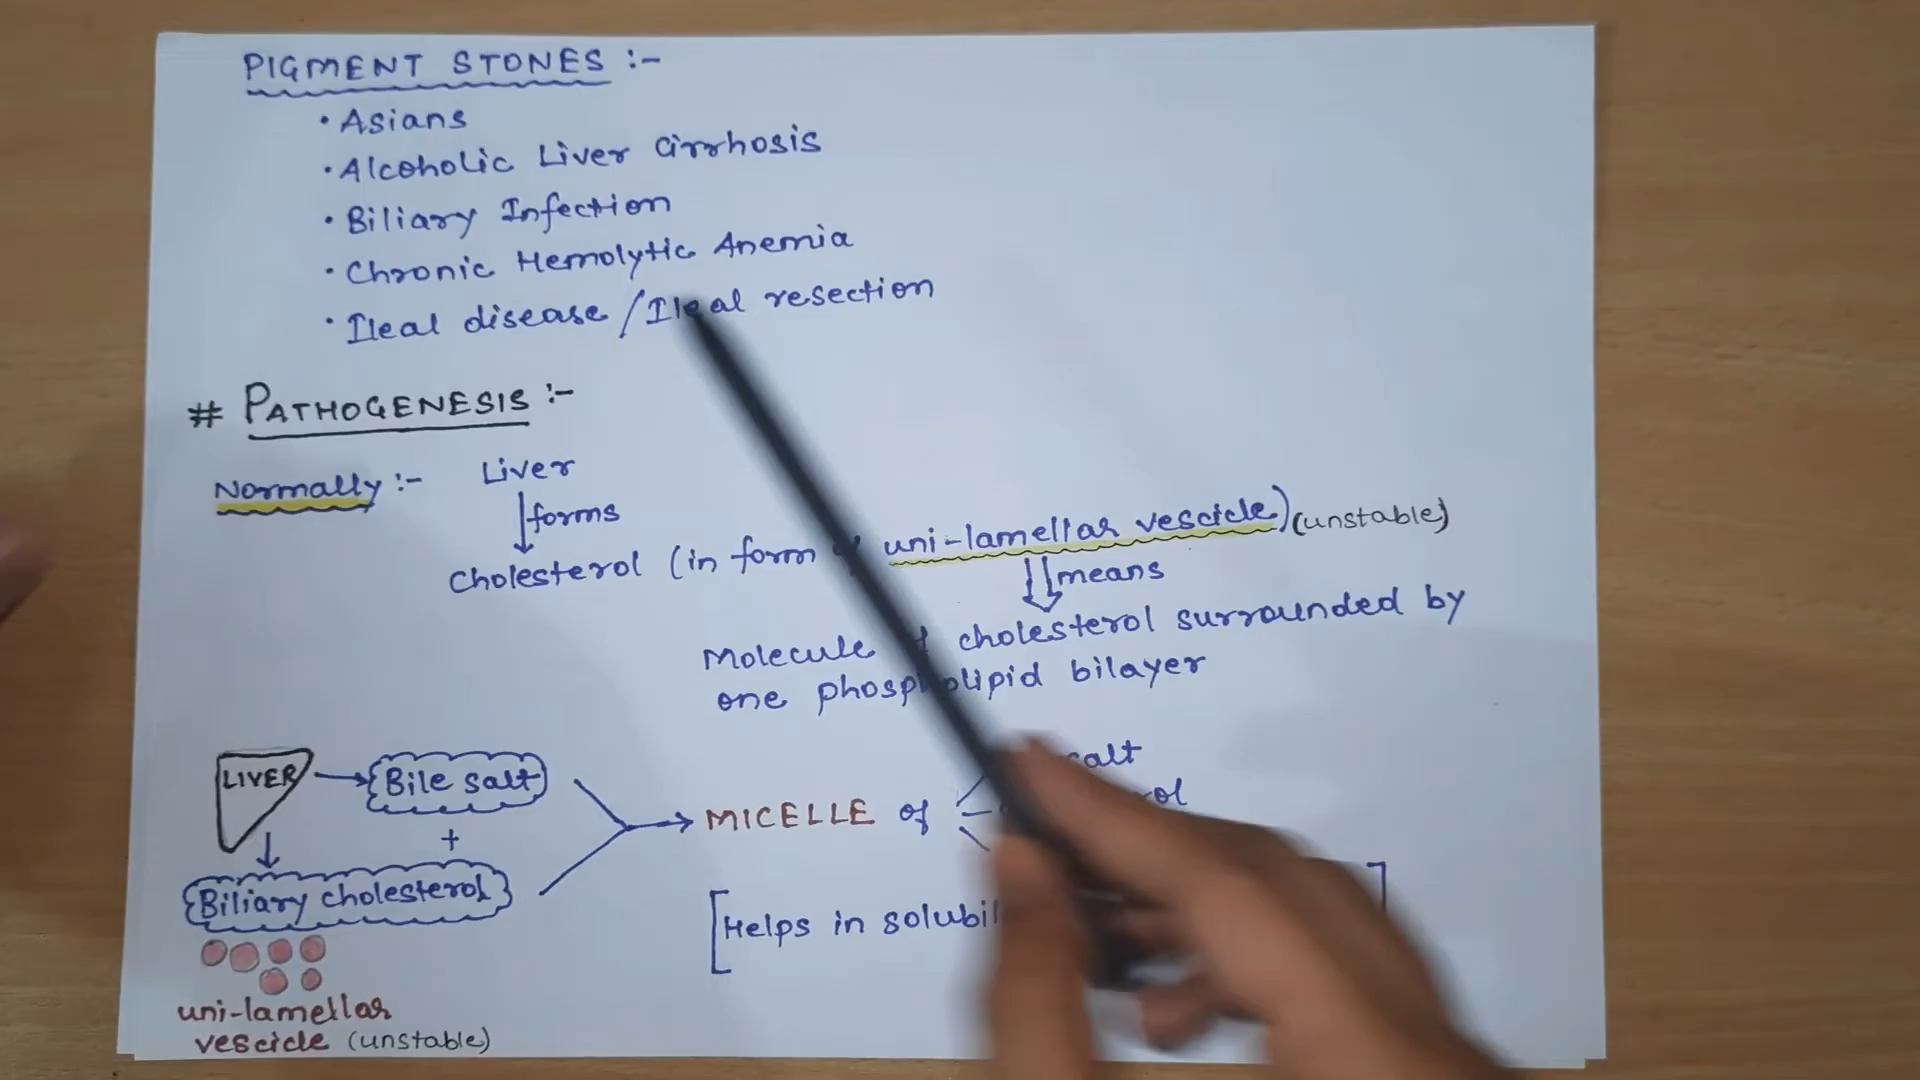 PIGMENT STONES :-
• Asians
• Alcoholic Liver Cirrhosis
• Biliary Infection
• Chronic Hemolytic Anemia
• Ileal disease / Ileal resection
# PATHOGENESIS :-
Normally :- Liver
forms
Cholesterol (in form uni-lamellar vescicle) (unstable)
means
Molecule cholesterol surrounded by
one phospholipid bilayer
LIVER Bile salt
+
MICELLE of
salt
Biliary cholesterol
[Helps in ]
uni-lamellar
vescicle (unstable)